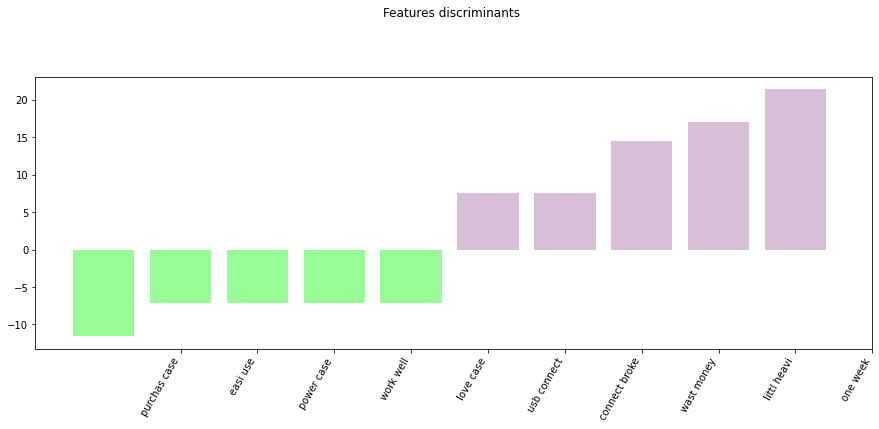 Features discriminants
20
15
10
5
0
−5
−10
purchas case
easi use
power case
work well
love case
usb connect
connect broke
wast money
littl heavi
one week